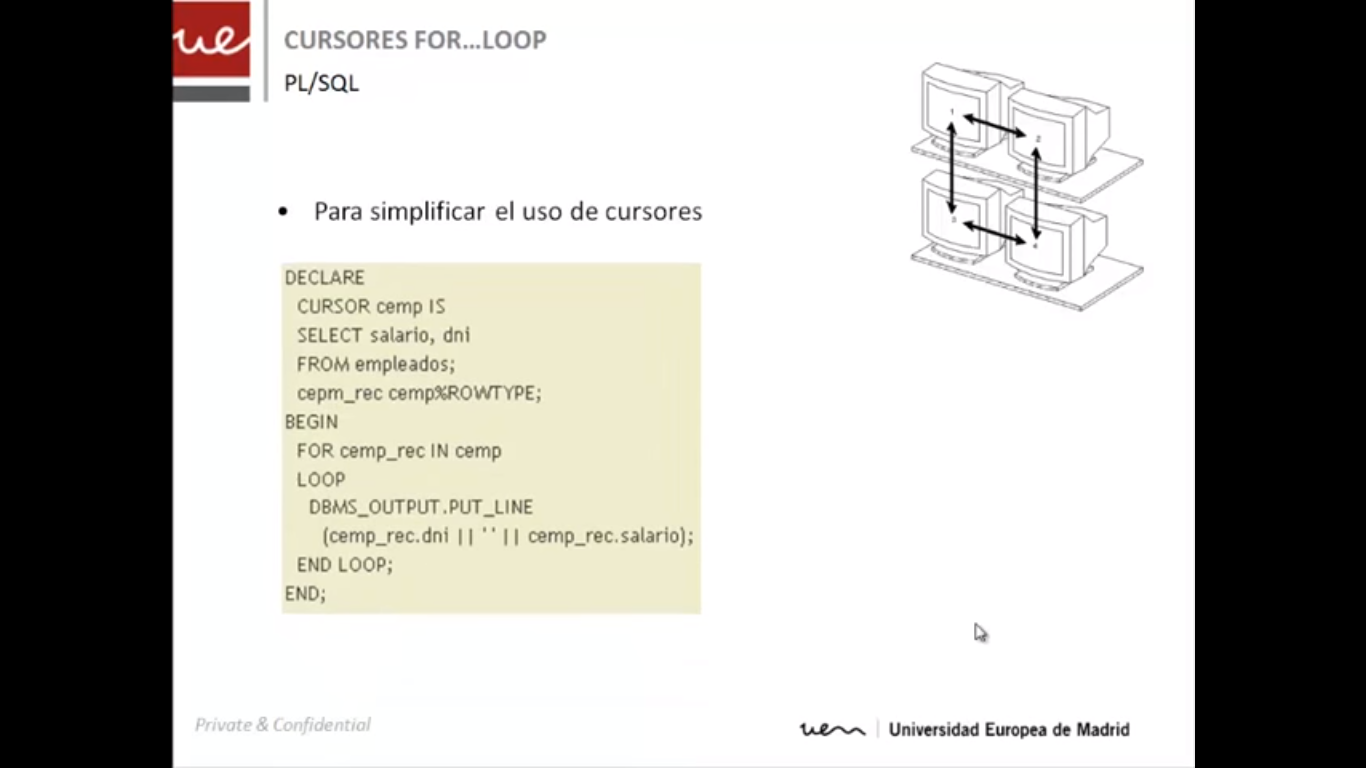 ue
CURSORES FOR...LOOP
PL/SQL
1
2
3
4
• Para simplificar el uso de cursores
DECLARE
CURSOR cemp IS
SELECT salario, dni
FROM empleados;
cepm_rec cemp%ROWTYPE;
BEGIN
FOR cemp_rec IN cemp
LOOP
DBMS_OUTPUT.PUT_LINE
(cemp_rec.dni || ' ' || cemp_rec.salario);
END LOOP;
END;
Private & Confidential
uem
Universidad Europea de Madrid